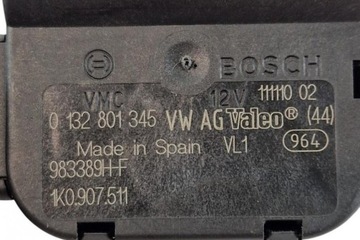 BOSCH
VMC 12V 111110 02
0 132 801 345 VW AG Valeo® (44)
Made in Spain VL1 964
983389H-F
1K0.907.511